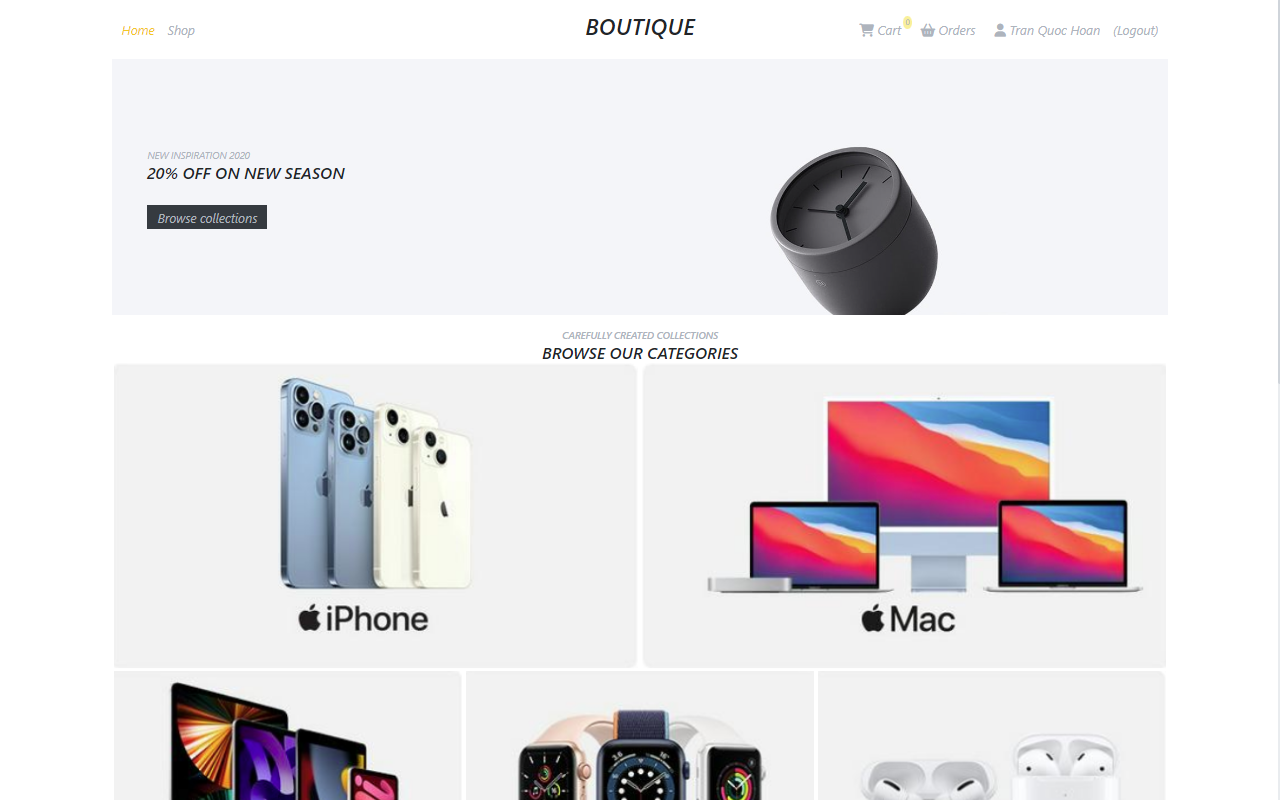 Home Shop BOUTIQUE Cart 0 Orders Tran Quoc Hoan (Logout)
NEW INSPIRATION 2020
20% OFF ON NEW SEASON
Browse collections
CAREFULLY CREATED COLLECTIONS
BROWSE OUR CATEGORIES
iPhone
Mac